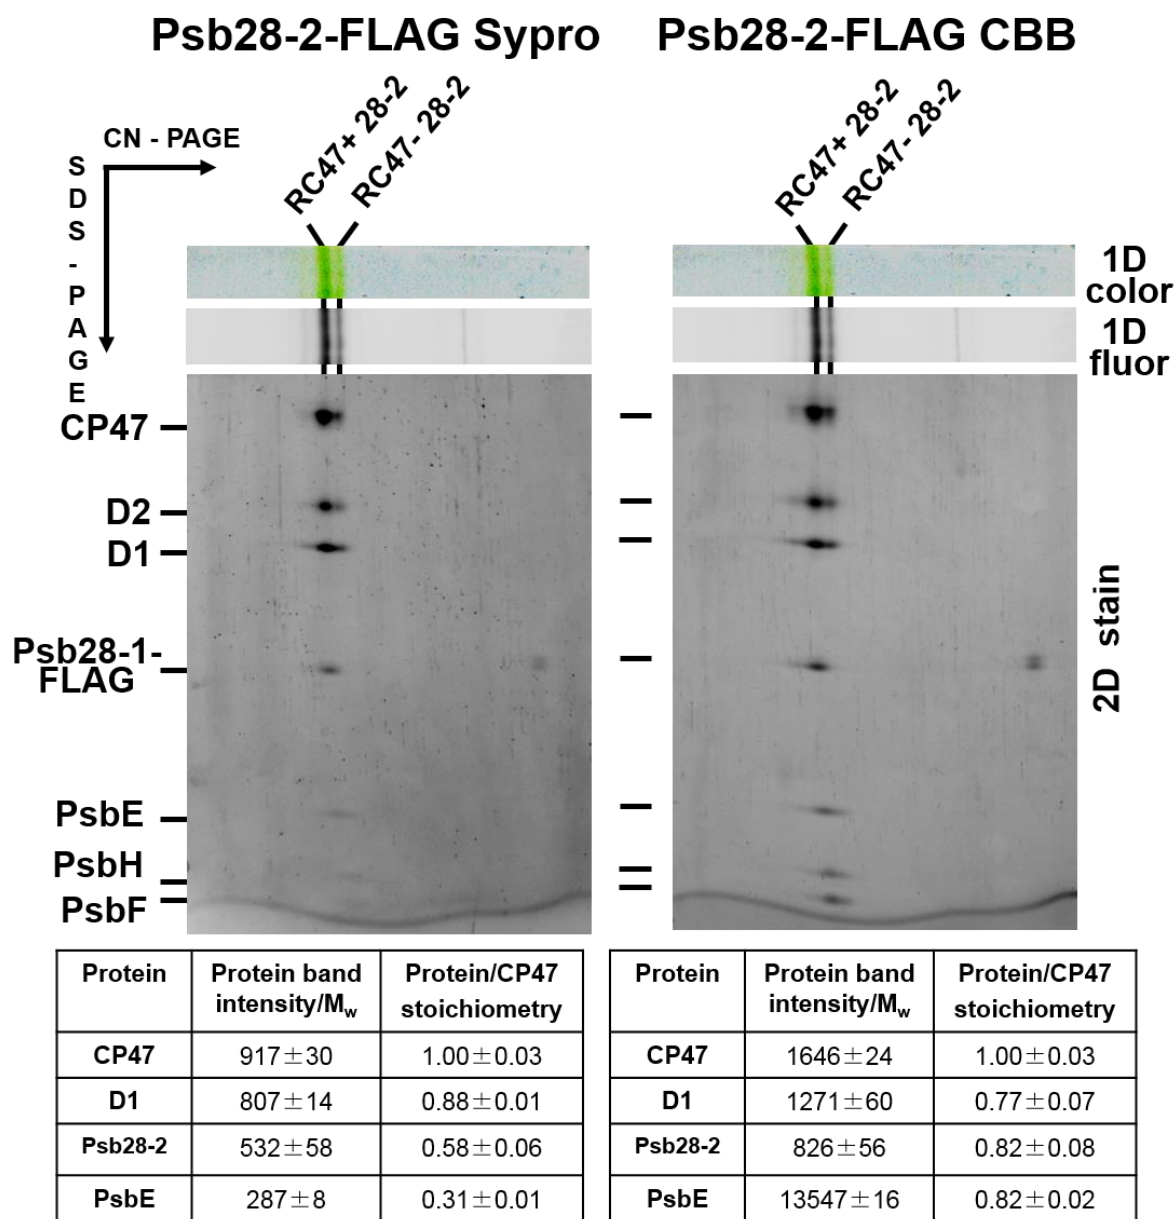 Psb28-2-FLAG Sypro
Psb28-2-FLAG CBB
RC47+ 28-2
RC47- 28-2
RC47+ 28-2
RC47- 28-2
CN - PAGE
SDS-PAGE
1D
color
1D
fluor
CP47
D2
D1
Psb28-1-
FLAG
PsbE
PsbH
PsbF
2D stain
Protein Protein band intensity/Mw Protein/CP47 stoichiometry
CP47 917±30 1.00±0.03
D1 807±14 0.88±0.01
Psb28-2 532±58 0.58±0.06
PsbE 287±8 0.31±0.01
Protein Protein band intensity/Mw Protein/CP47 stoichiometry
CP47 1646±24 1.00±0.03
D1 1271±60 0.77±0.07
Psb28-2 826±56 0.82±0.08
PsbE 13547±16 0.82±0.02